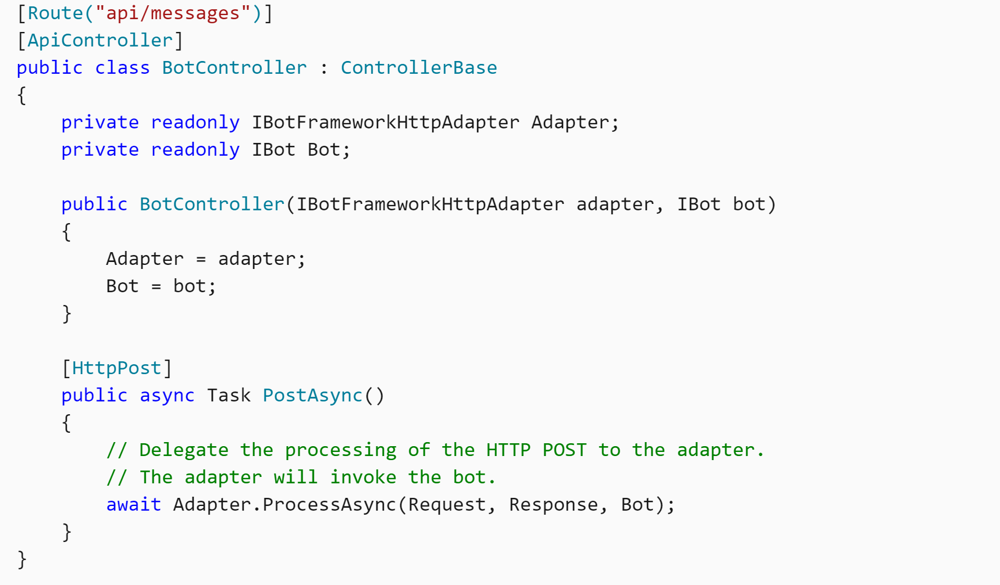 [Route("api/messages")]
[ApiController]
public class BotController : ControllerBase
{
    private readonly IBotFrameworkHttpAdapter Adapter;
    private readonly IBot Bot;

    public BotController(IBotFrameworkHttpAdapter adapter, IBot bot)
    {
        Adapter = adapter;
        Bot = bot;
    }

    [HttpPost]
    public async Task PostAsync()
    {
        // Delegate the processing of the HTTP POST to the adapter.
        // The adapter will invoke the bot.
        await Adapter.ProcessAsync(Request, Response, Bot);
    }
}